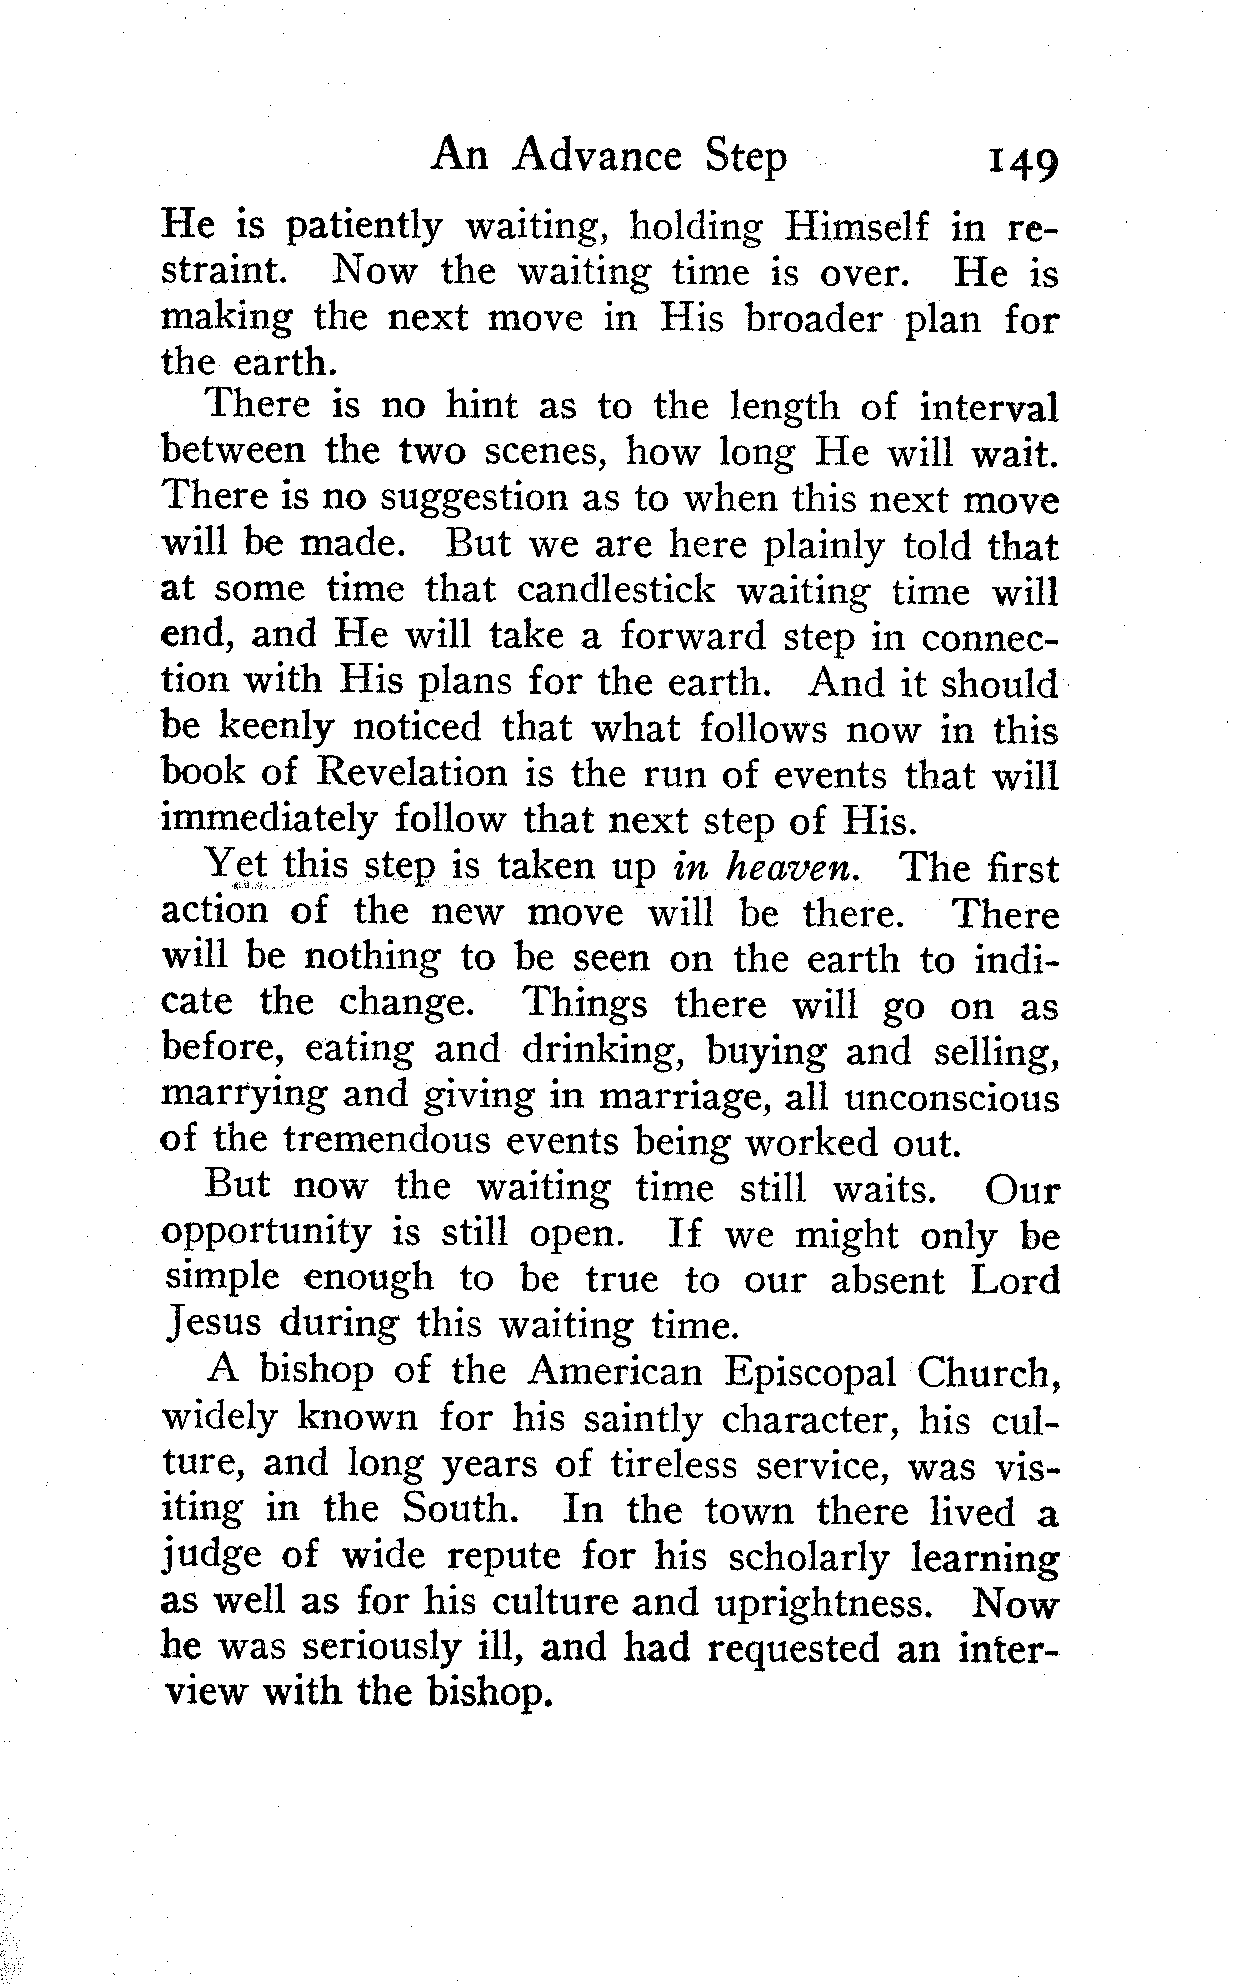 An Advance Step 149
He is patiently waiting, holding Himself in re-
straint. Now the waiting time is over. He is
making the next move in His broader plan for
the earth.
There is no hint as to the length of interval
between the two scenes, how long He will wait.
There is no suggestion as to when this next move
will be made. But we are here plainly told that
at some time that candlestick waiting time will
end, and He will take a forward step in connec-
tion with His plans for the earth. And it should
be keenly noticed that what follows now in this
book of Revelation is the run of events that will
immediately follow that next step of His.
Yet this step is taken up in heaven. The first
action of the new move will be there. There
will be nothing to be seen on the earth to indi-
cate the change. Things there will go on as
before, eating and drinking, buying and selling,
marrying and giving in marriage, all unconscious
of the tremendous events being worked out.
But now the waiting time still waits. Our
opportunity is still open. If we might only be
simple enough to be true to our absent Lord
Jesus during this waiting time.
A bishop of the American Episcopal Church,
widely known for his saintly character, his cul-
ture, and long years of tireless service, was vis-
iting in the South. In the town there lived a
judge of wide repute for his scholarly learning
as well as for his culture and uprightness. Now
he was seriously ill, and had requested an inter-
view with the bishop.